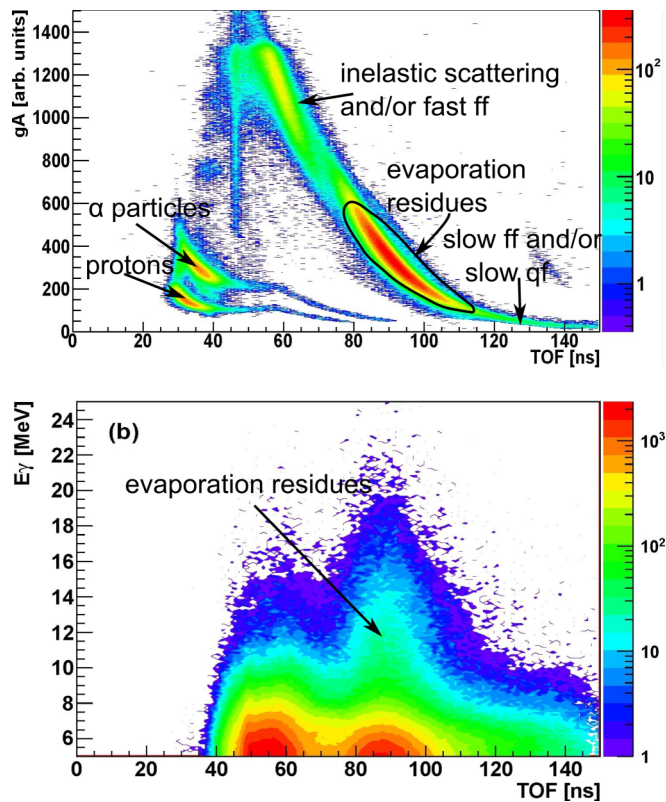 gA [arb. units]
1400
1200
1000
800
600
400
200
0
0 20 40 60 80 100 120 140
TOF [ns]
inelastic scattering
and/or fast ff
evaporation
residues
slow ff and/or
slow qf
α particles
protons
10²
10
1
(b)
Eγ [MeV]
24
22
20
18
16
14
12
10
8
6
evaporation residues
0 20 40 60 80 100 120 140
TOF [ns]
10³
10²
10
1